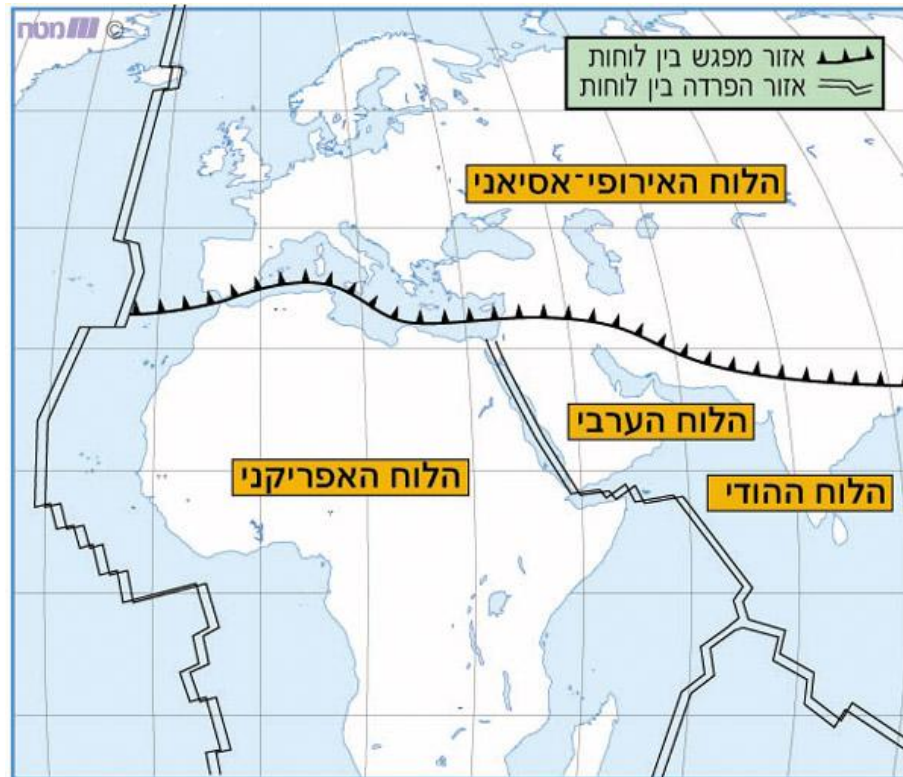 © מטח
אזור מפגש בין לוחות
אזור הפרדה בין לוחות
הלוח האירופי־אסיאני
הלוח הערבי
הלוח האפריקני
הלוח ההודי